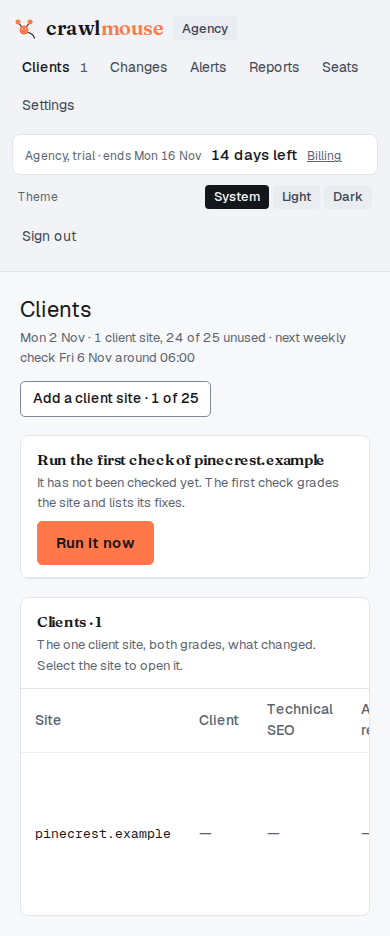 crawlmouse Agency
Clients 1 Changes Alerts Reports Seats
Settings
Agency, trial · ends Mon 16 Nov 14 days left Billing
Theme System Light Dark
Sign out
Clients
Mon 2 Nov · 1 client site, 24 of 25 unused · next weekly
check Fri 6 Nov around 06:00
Add a client site · 1 of 25
Run the first check of pinecrest.example
It has not been checked yet. The first check grades
the site and lists its fixes.
Run it now
Clients · 1
The one client site, both grades, what changed.
Select the site to open it.
Site Client Technical
SEO
pinecrest.example — — —